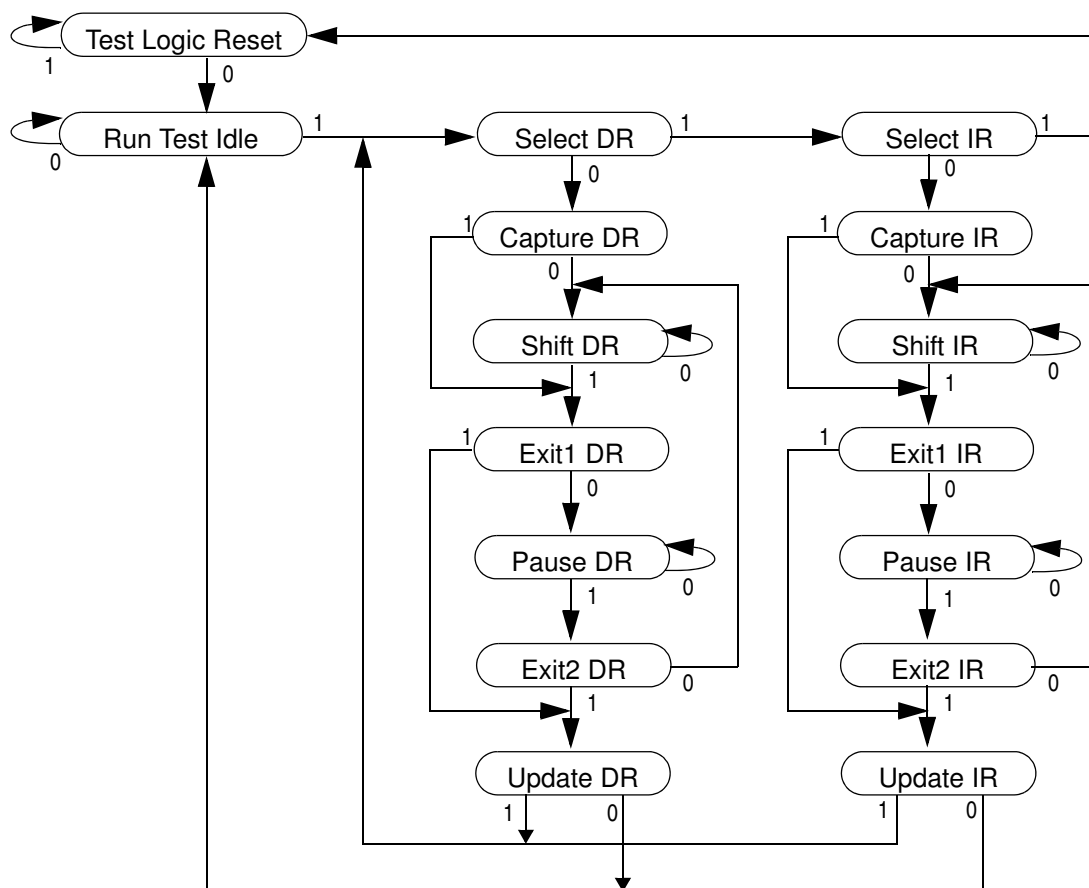 Test Logic Reset
1
0
Run Test Idle
1
0
Select DR
1
0
Select IR
1
0
1
Capture DR
0
1
Capture IR
0
Shift DR
0
1
Shift IR
0
1
1
Exit1 DR
0
1
Exit1 IR
0
Pause DR
0
1
Pause IR
0
1
Exit2 DR
0
1
Exit2 IR
0
1
Update DR
1
0
Update IR
1
0